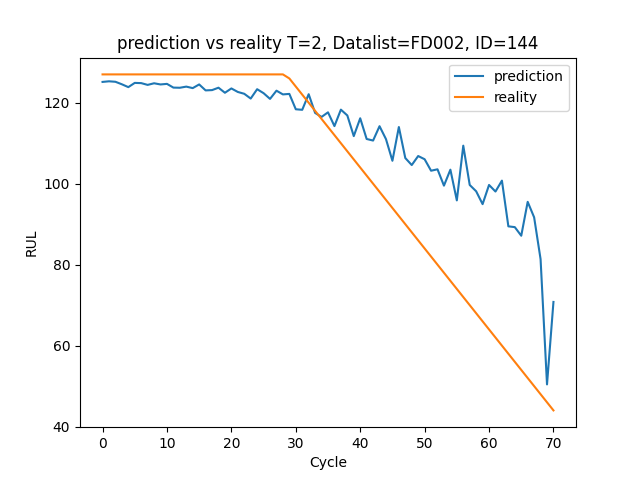 prediction vs reality T=2, Datalist=FD002, ID=144
prediction
reality
RUL
120
100
80
60
40
0 10 20 30 40 50 60 70
Cycle